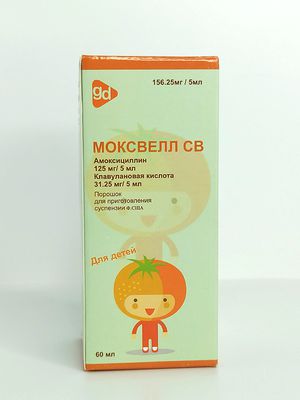 156.25мг / 5мл
gd
МОКСВЕЛЛ СВ
Амоксициллин
125 мг/ 5 мл
Клавулановая кислота
31.25 мг/ 5 мл
Порошок
для приготовления
суспензии Ф.США
Для детей
60 мл